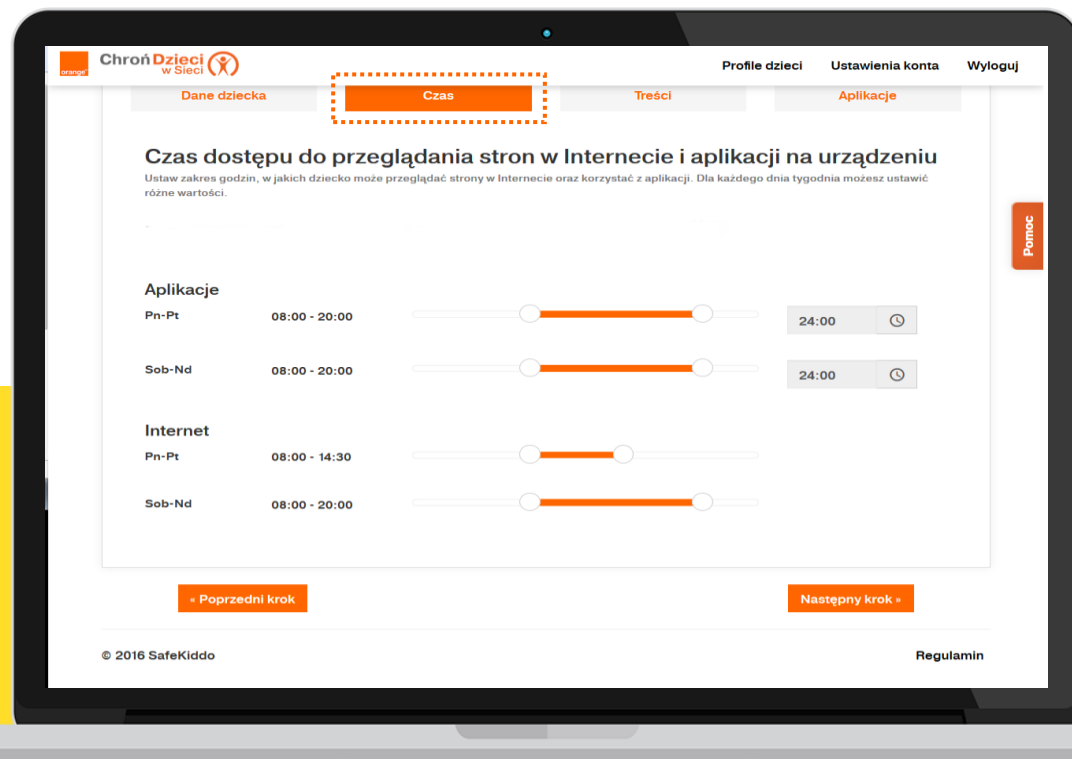 orange™
Chroń Dzieci
w Sieci
Profile dzieci Ustawienia konta Wyloguj
Dane dziecka Czas Treści Aplikacje
Czas dostępu do przeglądania stron w Internecie i aplikacji na urządzeniu
Ustaw zakres godzin, w jakich dziecko może przeglądać strony w Internecie oraz korzystać z aplikacji. Dla każdego dnia tygodnia możesz ustawić
różne wartości.
Pomoc
Aplikacje
Pn-Pt 08:00 - 20:00 24:00
Sob-Nd 08:00 - 20:00 24:00
Internet
Pn-Pt 08:00 - 14:30
Sob-Nd 08:00 - 20:00
« Poprzedni krok Następny krok »
© 2016 SafeKiddo Regulamin